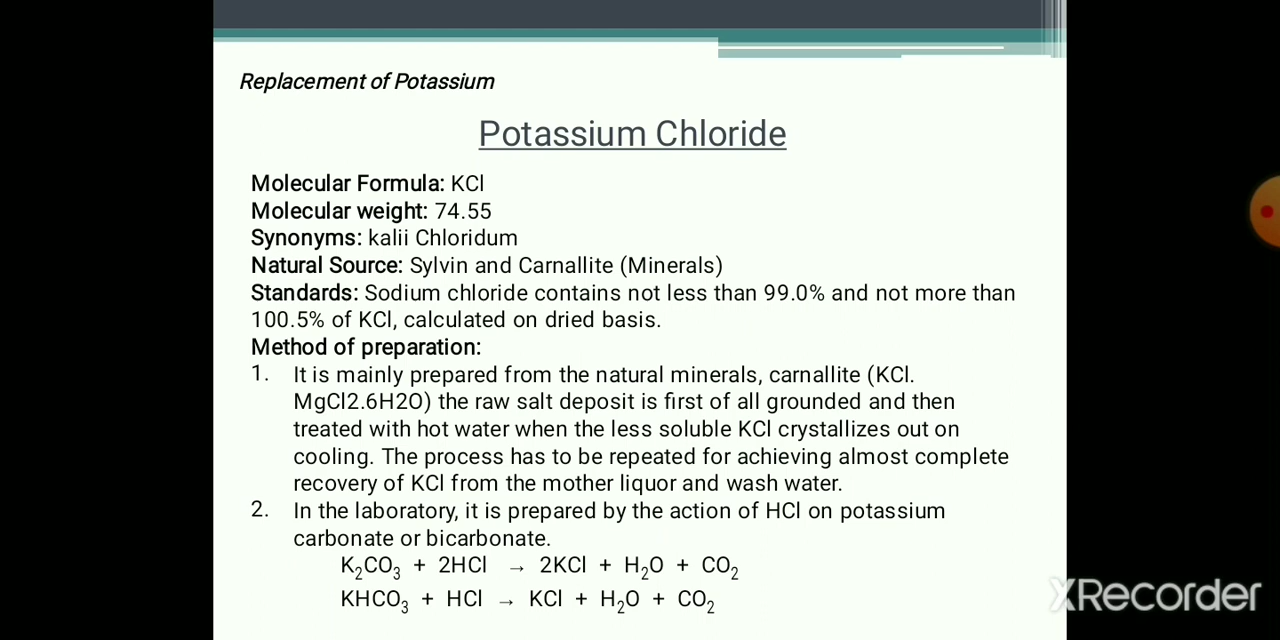 Replacement of Potassium
Potassium Chloride
Molecular Formula: KCl
Molecular weight: 74.55
Synonyms: kalii Chloridum
Natural Source: Sylvin and Carnallite (Minerals)
Standards: Sodium chloride contains not less than 99.0% and not more than
100.5% of KCl, calculated on dried basis.
Method of preparation:
1. It is mainly prepared from the natural minerals, carnallite (KCl.
MgCl2.6H2O) the raw salt deposit is first of all grounded and then
treated with hot water when the less soluble KCl crystallizes out on
cooling. The process has to be repeated for achieving almost complete
recovery of KCl from the mother liquor and wash water.
2. In the laboratory, it is prepared by the action of HCl on potassium
carbonate or bicarbonate.
K₂CO₃ + 2HCl → 2KCl + H₂O + CO₂
KHCO₃ + HCl → KCl + H₂O + CO₂
XRecorder